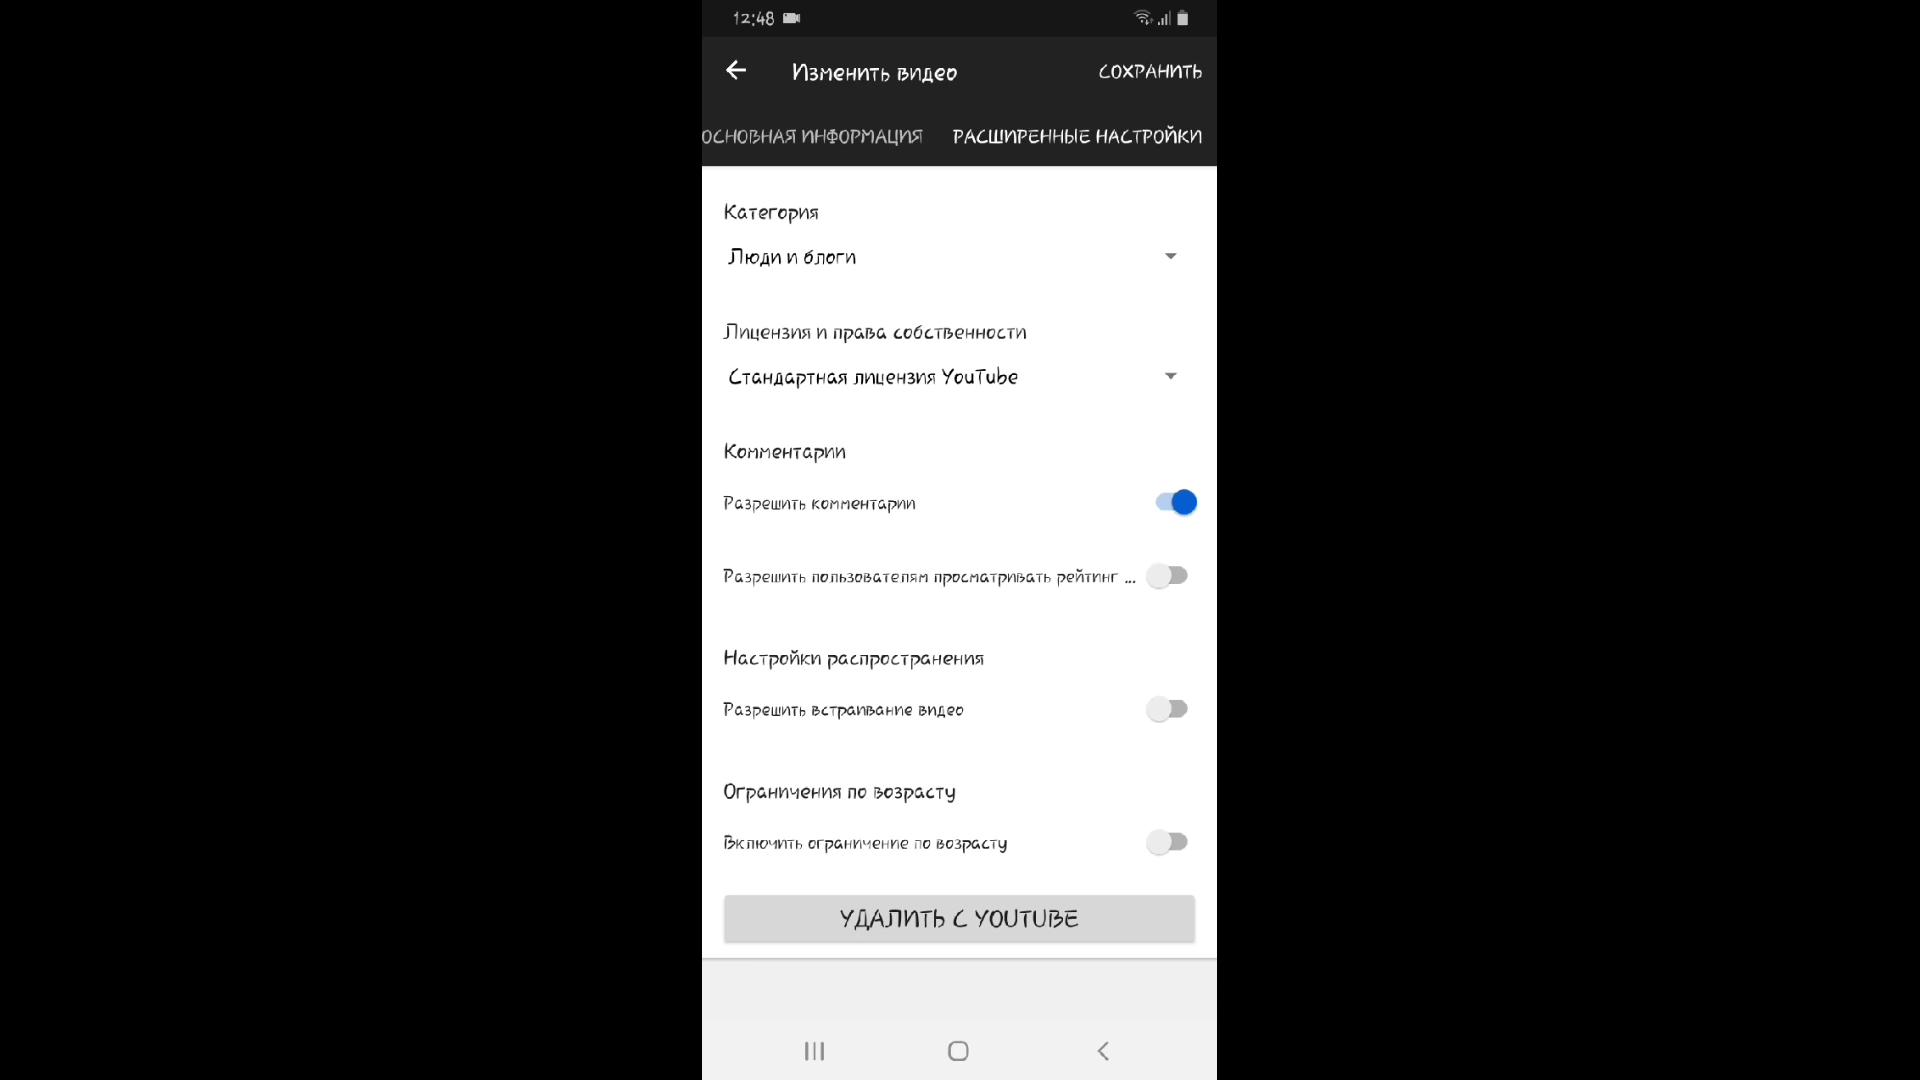 12:48
Изменить видео
СОХРАНИТЬ
ОСНОВНАЯ ИНФОРМАЦИЯ
РАСШИРЕННЫЕ НАСТРОЙКИ
Категория
Люди и блоги
Лицензия и права собственности
Стандартная лицензия YouTube
Комментарии
Разрешить комментарии
Разрешить пользователям просматривать рейтинг ...
Настройки распространения
Разрешить встраивание видео
Ограничения по возрасту
Включить ограничение по возрасту
УДАЛИТЬ С YOUTUBE